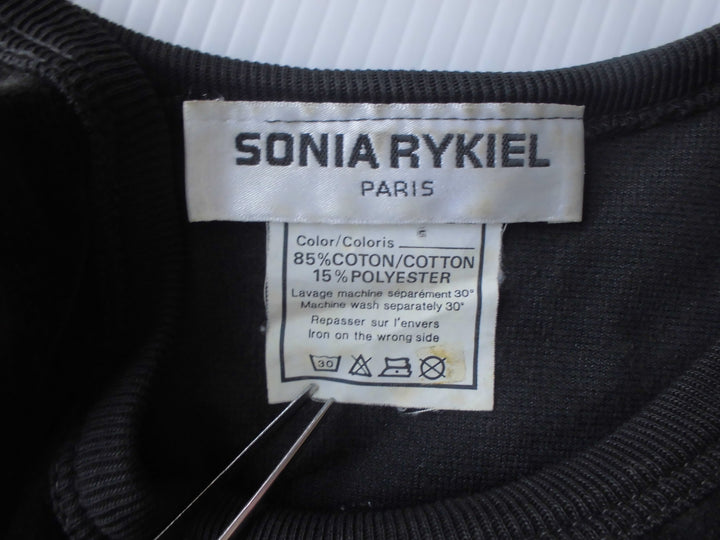 SONIA RYKIEL
PARIS
Color/Coloris
85%COTON/COTTON
15%POLYESTER
Lavage machine séparément 30°
Machine wash separately 30°
Repasser sur l'envers
Iron on the wrong side
30